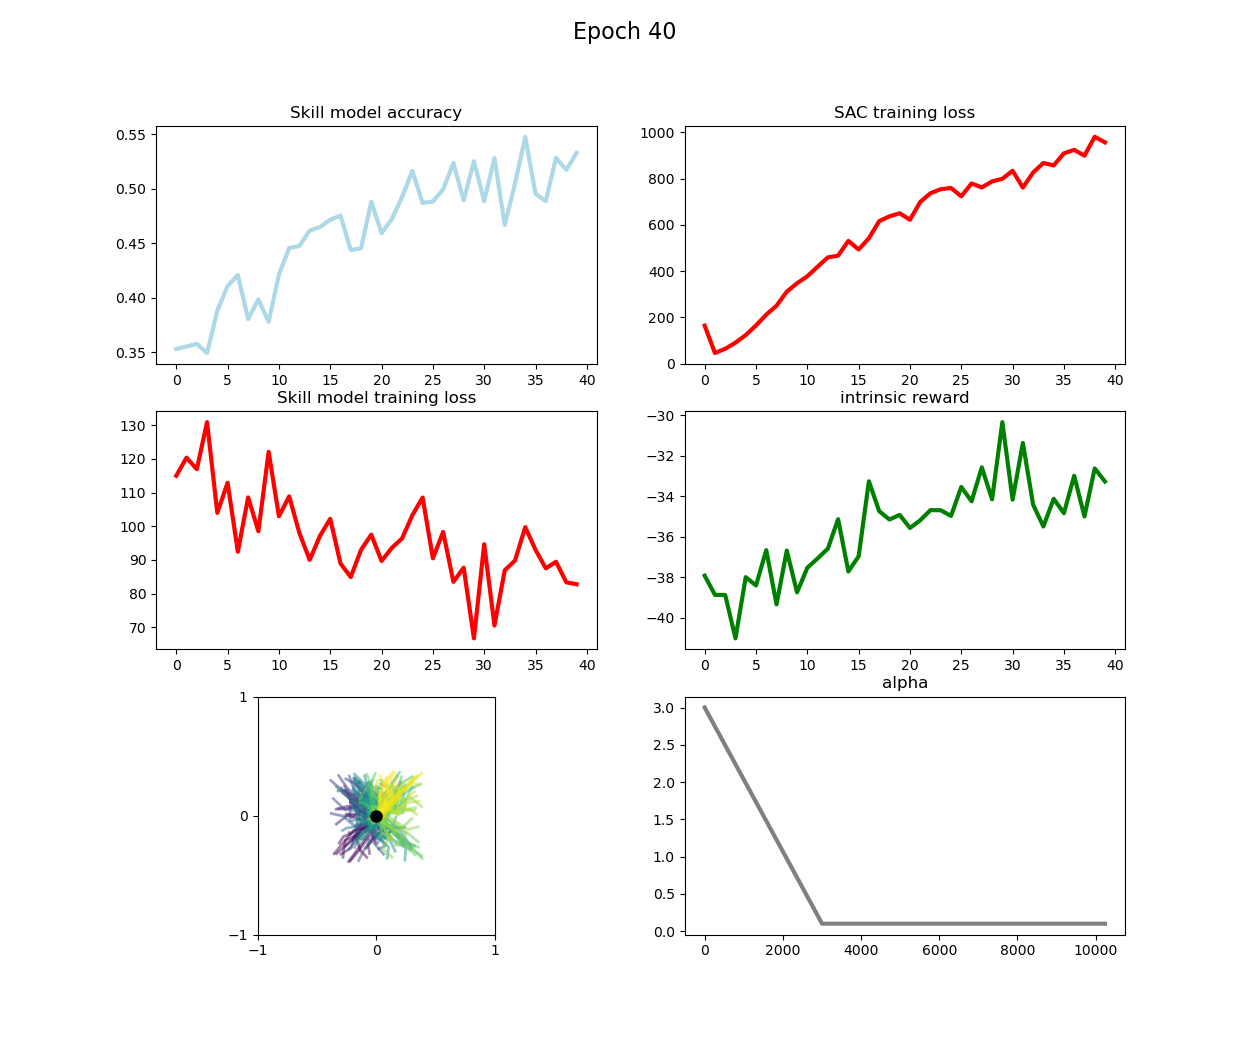 Epoch 40
Skill model accuracy
0.55
0.50
0.45
0.40
0.35
0 5 10 15 20 25 30 35 40
SAC training loss
1000
800
600
400
200
0
0 5 10 15 20 25 30 35 40
Skill model training loss
130
120
110
100
90
80
70
0 5 10 15 20 25 30 35 40
intrinsic reward
−30
−32
−34
−36
−38
−40
0 5 10 15 20 25 30 35 40
1
0
−1
−1 0 1
alpha
3.0
2.5
2.0
1.5
1.0
0.5
0.0
0 2000 4000 6000 8000 10000